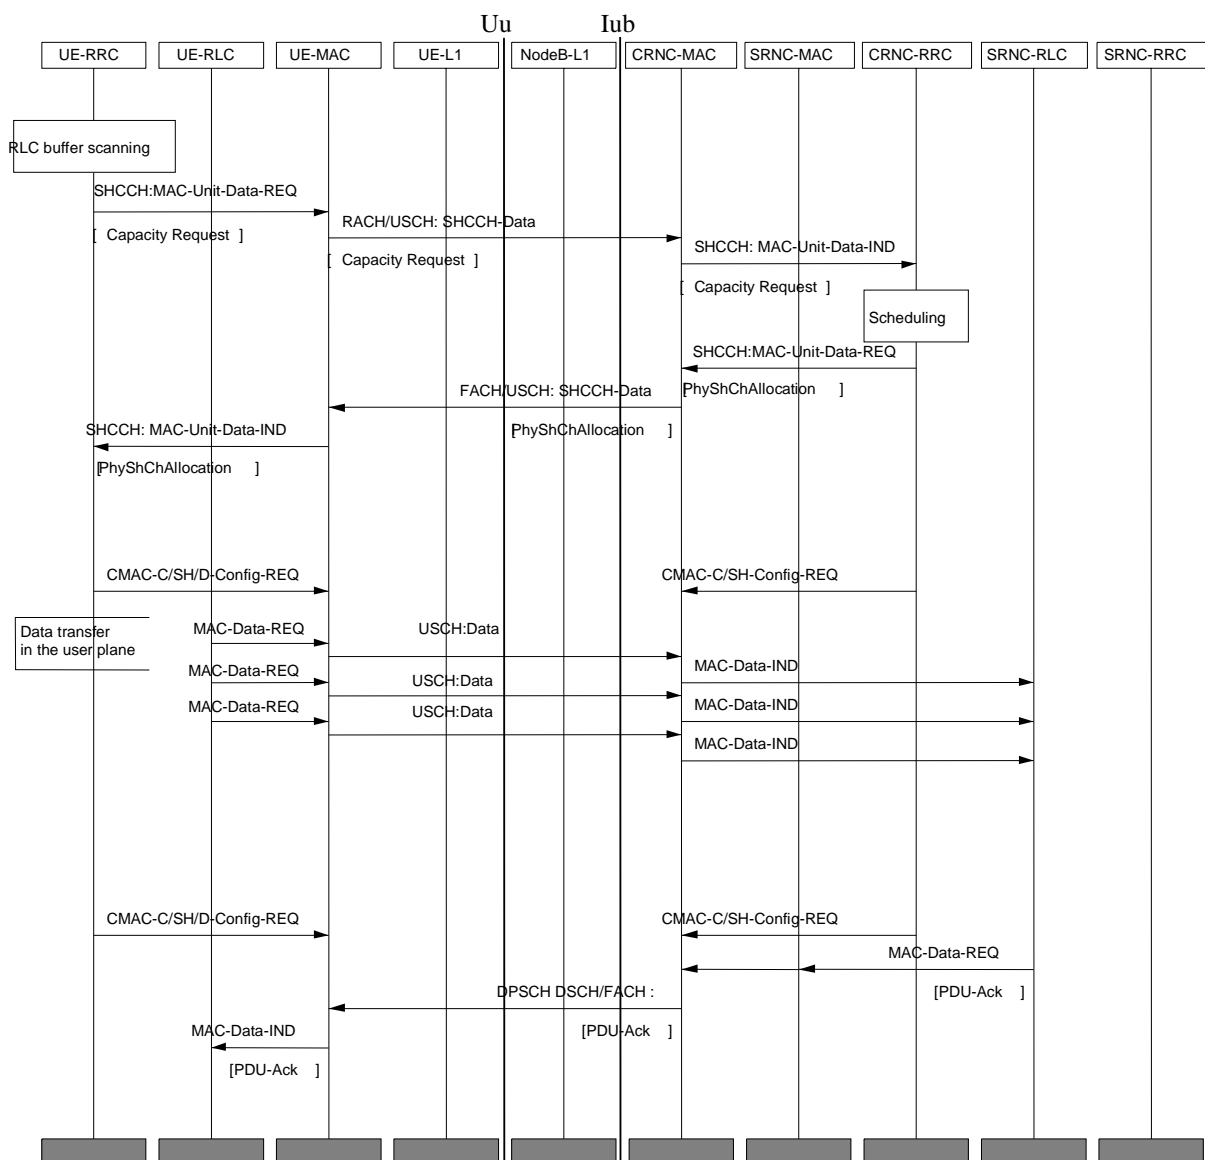 Uu Iub
UE-RRC UE-RLC UE-MAC UE-L1 NodeB-L1 CRNC-MAC SRNC-MAC CRNC-RRC SRNC-RLC SRNC-RRC
RLC buffer scanning
SHCCH:MAC-Unit-Data-REQ
[ Capacity Request ]
RACH/USCH: SHCCH-Data
[ Capacity Request ]
SHCCH: MAC-Unit-Data-IND
[ Capacity Request ]
Scheduling
SHCCH:MAC-Unit-Data-REQ
[PhyShChAllocation ]
FACH/USCH: SHCCH-Data
[PhyShChAllocation ]
SHCCH: MAC-Unit-Data-IND
[PhyShChAllocation ]
CMAC-C/SH/D-Config-REQ CMAC-C/SH-Config-REQ
Data transfer
in the user plane
MAC-Data-REQ USCH:Data
MAC-Data-IND
MAC-Data-REQ USCH:Data
MAC-Data-IND
MAC-Data-REQ USCH:Data
MAC-Data-IND
CMAC-C/SH/D-Config-REQ CMAC-C/SH-Config-REQ
MAC-Data-REQ
[PDU-Ack ]
DPSCH DSCH/FACH :
[PDU-Ack ]
MAC-Data-IND
[PDU-Ack ]